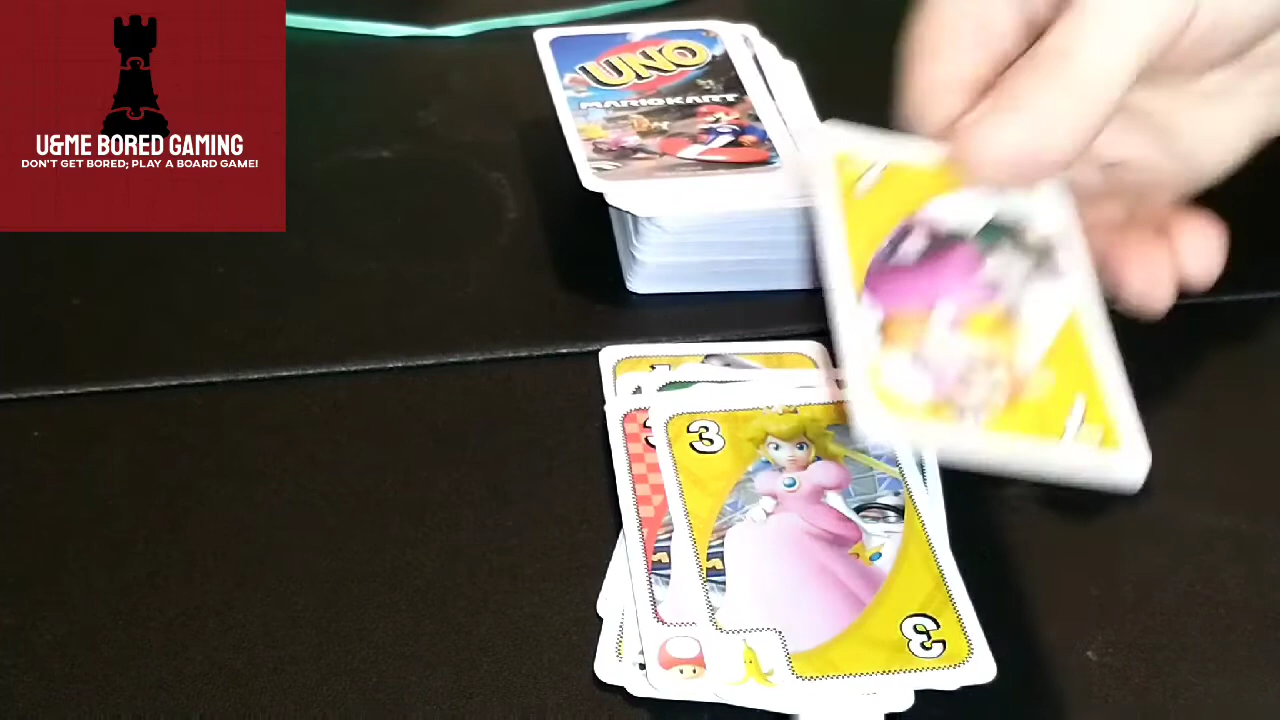 U&ME BORED GAMING
DON'T GET BORED; PLAY A BOARD GAME!
UNO
MARIOKART
3
3